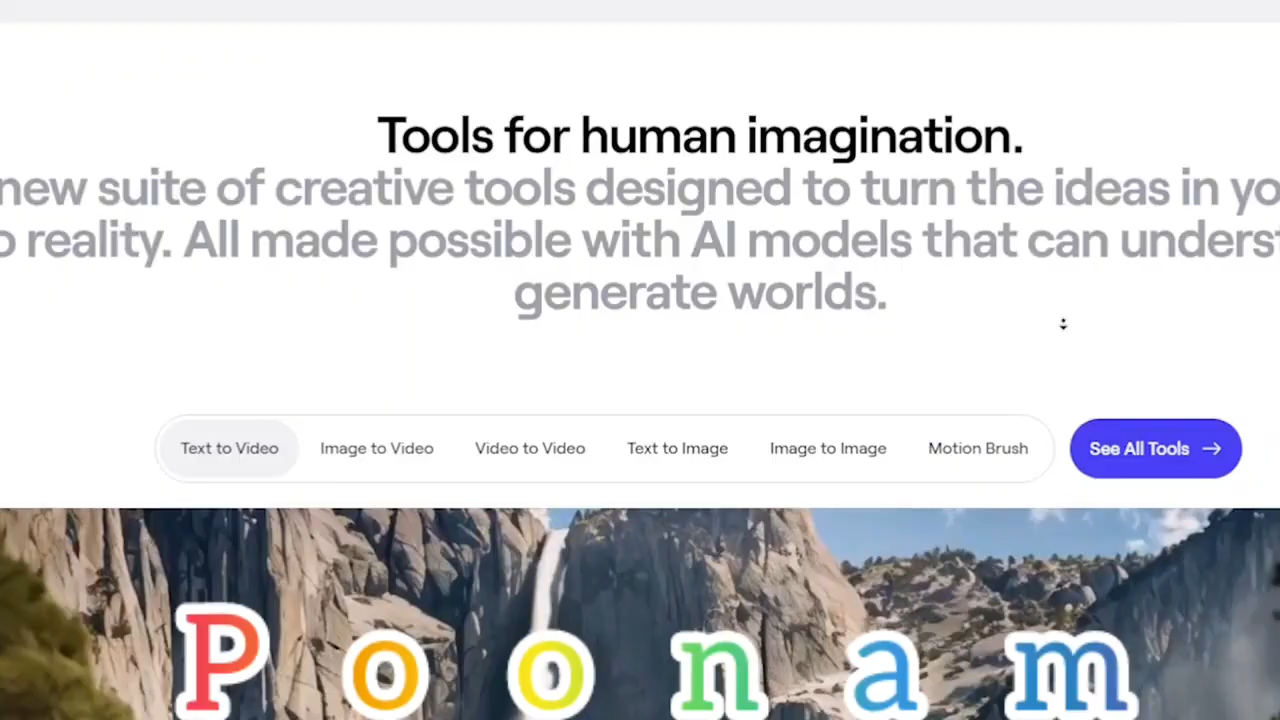 Tools for human imagination.
new suite of creative tools designed to turn the ideas in
reality. All made possible with AI models that can
generate worlds.
Text to Video
Image to Video
Video to Video
Text to Image
Image to Image
Motion Brush
See All Tools →
Poonam